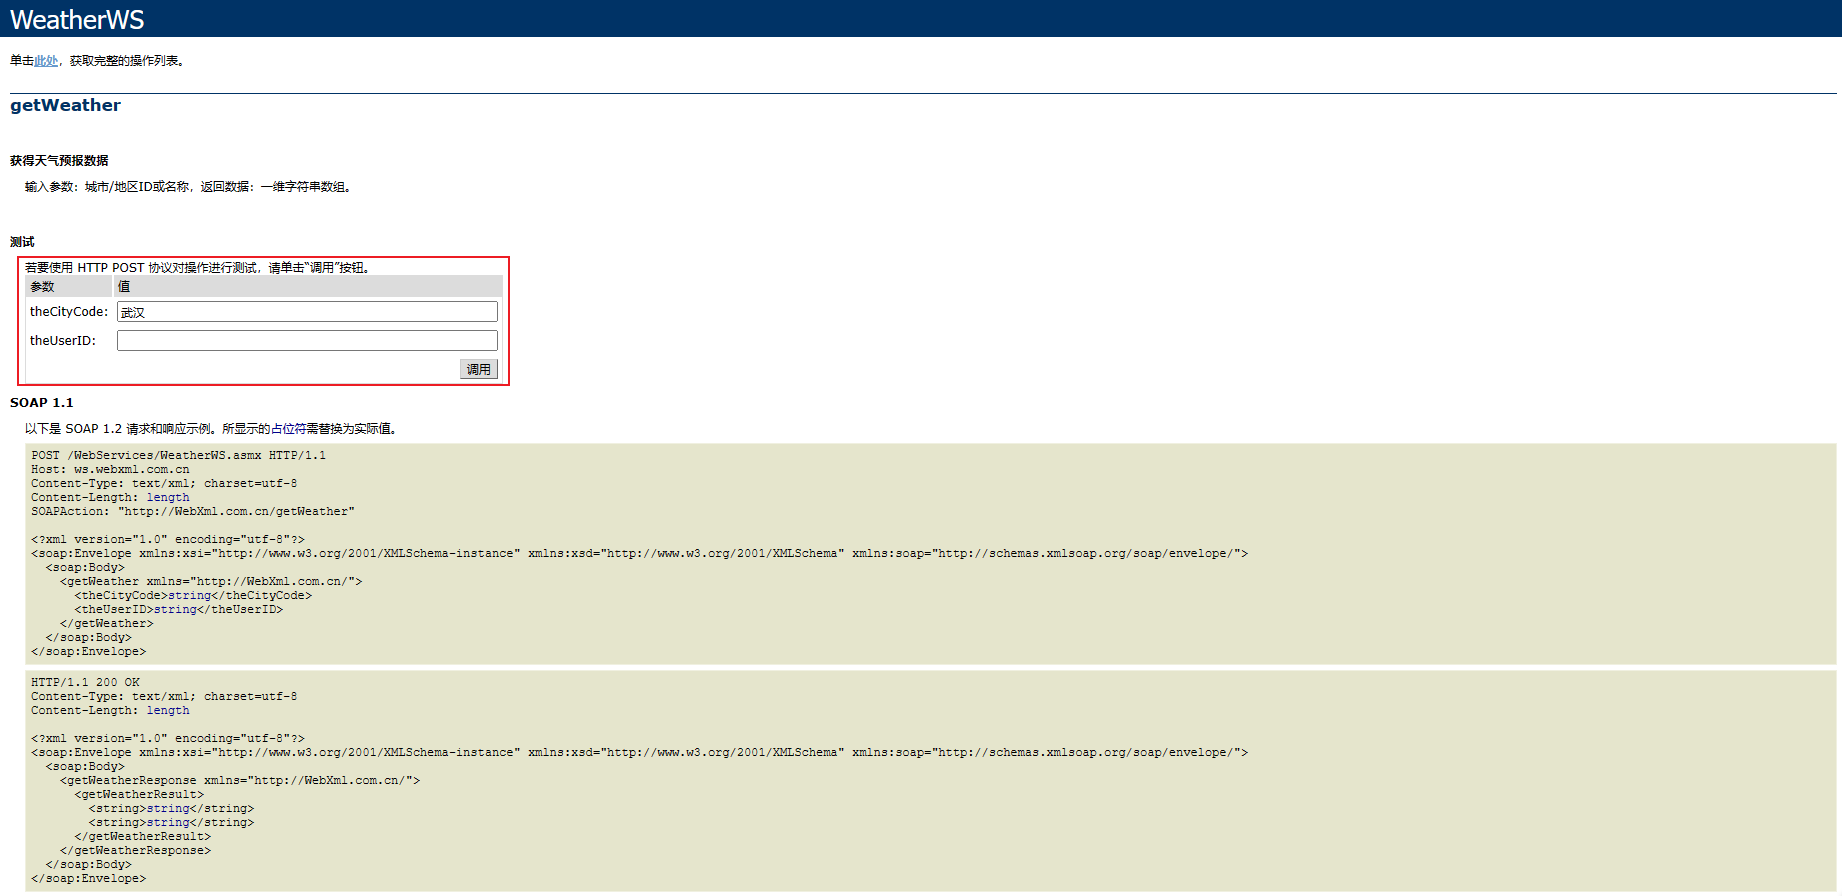 WeatherWS
单击此处，获取完整的操作列表。
getWeather
获得天气预报数据
输入参数：城市/地区ID或名称，返回数据：一维字符串数组。
测试
若要使用 HTTP POST 协议对操作进行测试，请单击“调用”按钮。
参数 值
theCityCode: 武汉
theUserID:
调用
SOAP 1.1
以下是 SOAP 1.2 请求和响应示例。所显示的占位符需替换为实际值。
POST /WebServices/WeatherWS.asmx HTTP/1.1
Host: ws.webxml.com.cn
Content-Type: text/xml; charset=utf-8
Content-Length: length
SOAPAction: "http://WebXml.com.cn/getWeather"
<?xml version="1.0" encoding="utf-8"?>
<soap:Envelope xmlns:xsi="http://www.w3.org/2001/XMLSchema-instance" xmlns:xsd="http://www.w3.org/2001/XMLSchema" xmlns:soap="http://schemas.xmlsoap.org/soap/envelope/">
<soap:Body>
<getWeather xmlns="http://WebXml.com.cn/">
<theCityCode>string</theCityCode>
<theUserID>string</theUserID>
</getWeather>
</soap:Body>
</soap:Envelope>
HTTP/1.1 200 OK
Content-Type: text/xml; charset=utf-8
Content-Length: length
<?xml version="1.0" encoding="utf-8"?>
<soap:Envelope xmlns:xsi="http://www.w3.org/2001/XMLSchema-instance" xmlns:xsd="http://www.w3.org/2001/XMLSchema" xmlns:soap="http://schemas.xmlsoap.org/soap/envelope/">
<soap:Body>
<getWeatherResponse xmlns="http://WebXml.com.cn/">
<getWeatherResult>
<string>string</string>
<string>string</string>
</getWeatherResult>
</getWeatherResponse>
</soap:Body>
</soap:Envelope>